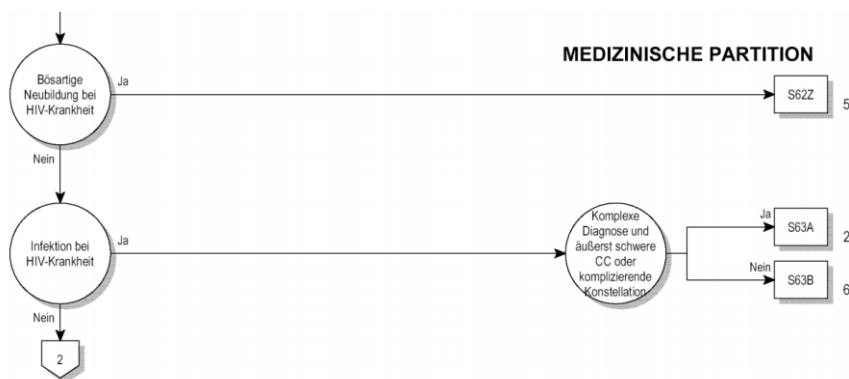 MEDIZINISCHE PARTITION
Bösartige
Neubildung bei
HIV-Krankheit
Ja
S62Z
5
Nein
Infektion bei
HIV-Krankheit
Ja
Komplexe
Diagnose und
äußerst schwere
CC oder
komplizierende
Konstellation
Ja
S63A
2
Nein
S63B
6
Nein
2